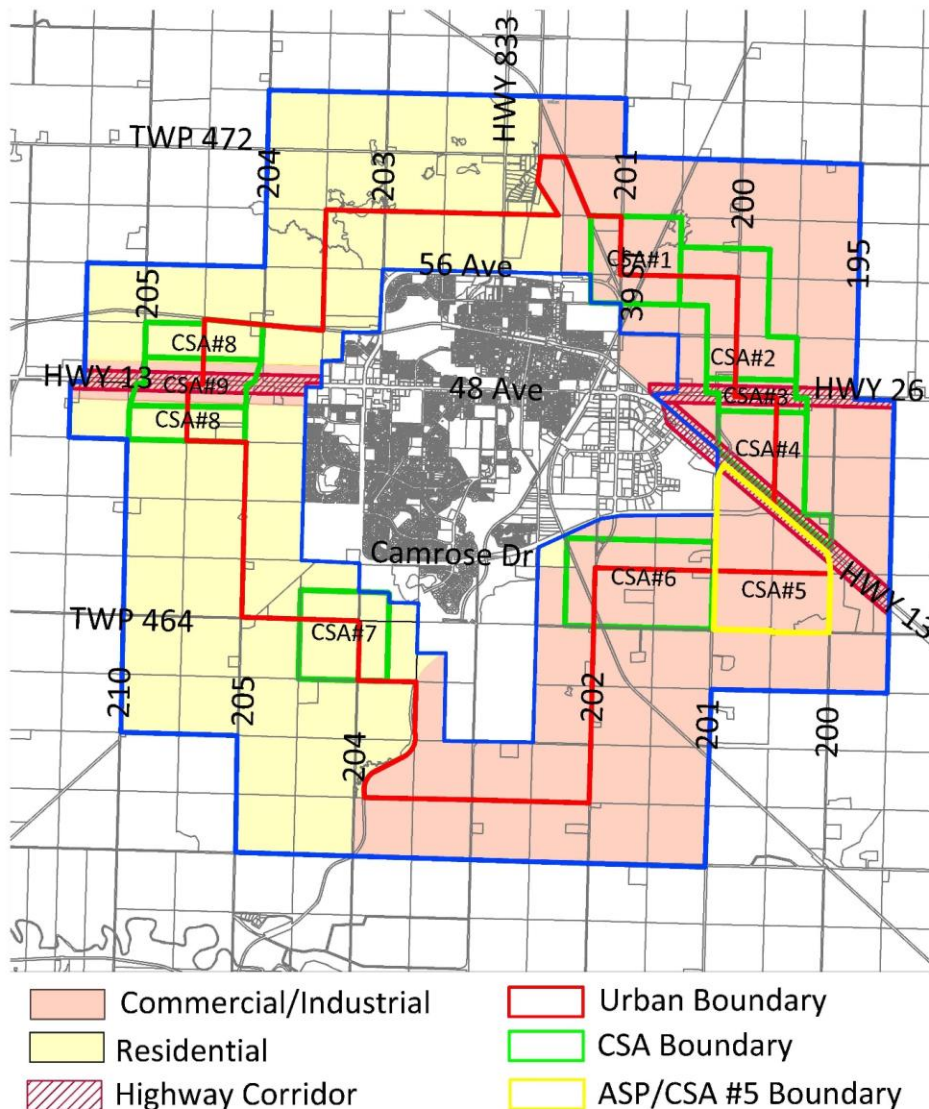 HWY 833
TWP 472
204
203
201
200
195
CSA#1
56 Ave
39 S
205
CSA#8
CSA#2
HWY 13
CSA#9
48 Ave
HWY 26
CSA#3
CSA#8
CSA#4
Camrose Dr
CSA#6
CSA#5
HWY 13
TWP 464
CSA#7
210
205
204
202
201
200
Commercial/Industrial
Urban Boundary
Residential
CSA Boundary
Highway Corridor
ASP/CSA #5 Boundary